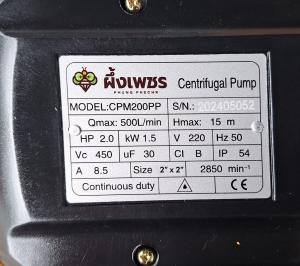 ผึ้งเพชร Centrifugal Pump
PHUNG PHECHR
MODEL:CPM200PP S/N.: 202405052
Qmax: 500L/min Hmax: 15 m
HP 2.0 kW 1.5 V 220 Hz 50
Vc 450 uF 30 CI B IP 54
A 8.5 Size 2" x 2" 2850 min⁻¹
Continuous duty CE